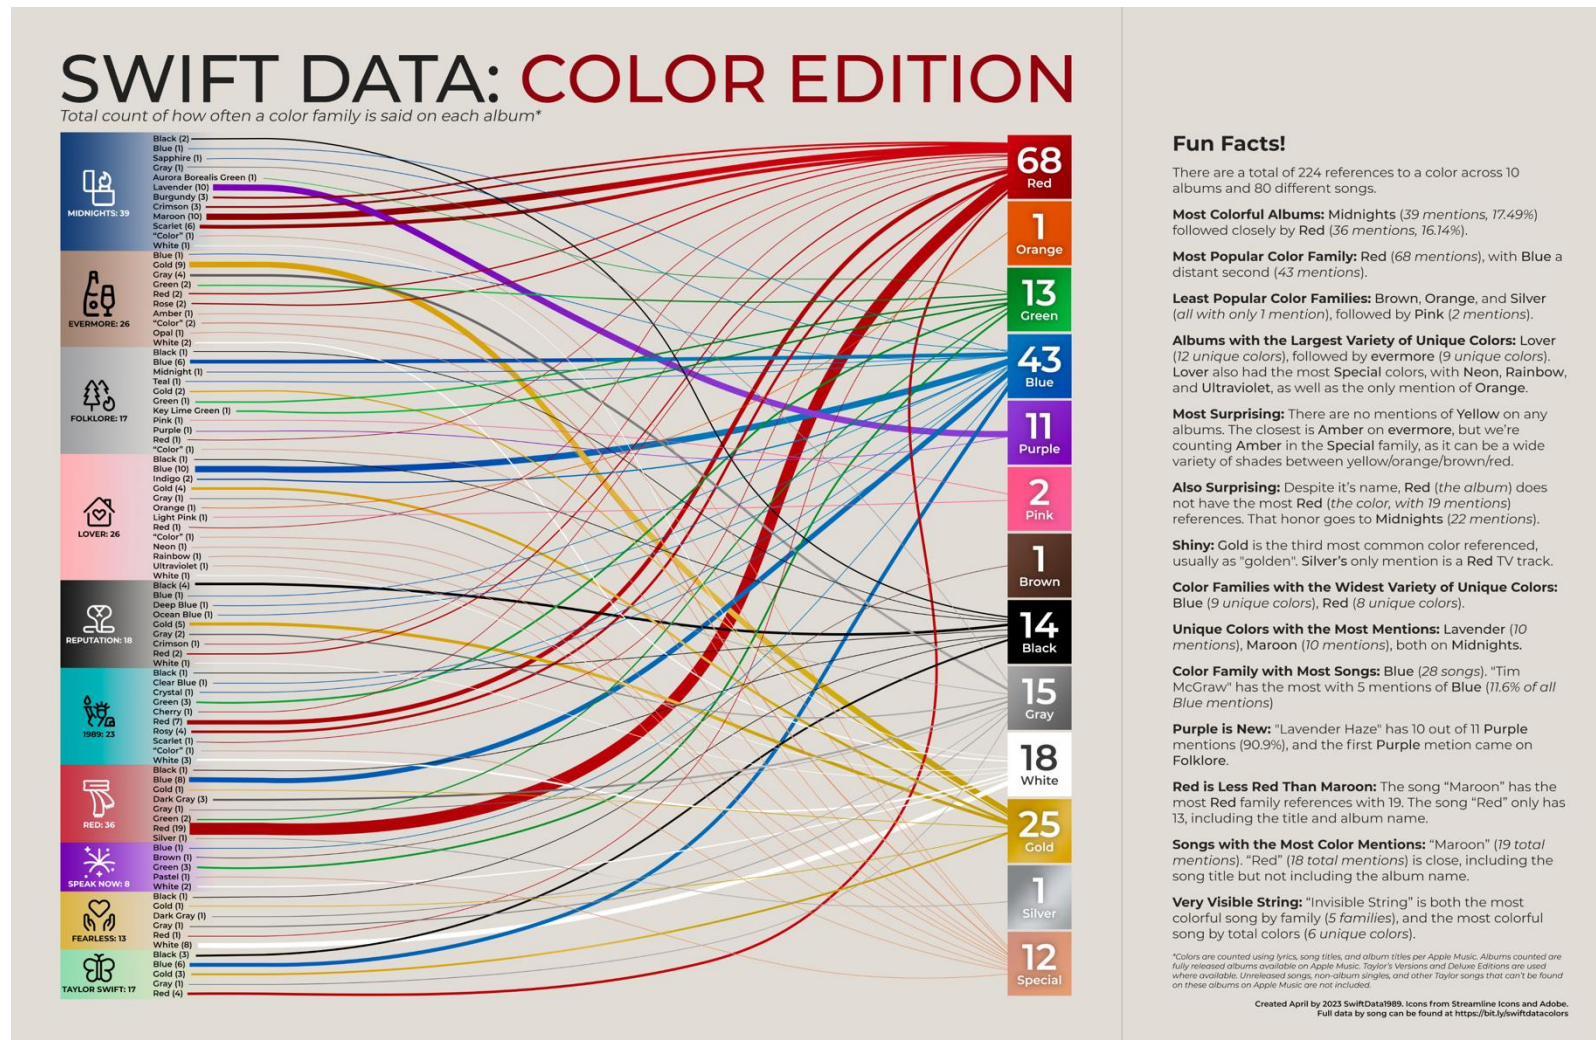 SWIFT DATA: COLOR EDITION
Total count of how often a color family is said on each album*
MIDNIGHTS: 39
Black (2)
Blue (1)
Sapphire (1)
Gray (1)
Aurora Borealis Green (1)
Lavender (10)
Burgundy (3)
Crimson (3)
Maroon (10)
Scarlet (6)
"Color" (1)
White (1)
EVERMORE: 26
Blue (1)
Gold (9)
Gray (4)
Green (2)
Red (2)
Rose (2)
Amber (1)
"Color" (2)
Opal (1)
White (2)
FOLKLORE: 17
Black (1)
Blue (6)
Midnight (1)
Teal (1)
Gold (2)
Green (1)
Key Lime Green (1)
Pink (1)
Purple (1)
Red (1)
"Color" (1)
LOVER: 26
Black (1)
Blue (10)
Indigo (2)
Gold (4)
Gray (1)
Orange (1)
Light Pink (1)
Red (1)
"Color" (1)
Neon (1)
Rainbow (1)
Ultraviolet (1)
White (1)
REPUTATION: 18
Black (4)
Blue (1)
Deep Blue (1)
Ocean Blue (1)
Gold (5)
Gray (2)
Crimson (1)
Red (2)
White (1)
1989: 23
Black (1)
Clear Blue (1)
Crystal (1)
Green (3)
Cherry (1)
Red (7)
Rosy (4)
Scarlet (1)
"Color" (1)
White (3)
RED: 36
Black (1)
Blue (8)
Gold (1)
Dark Gray (3)
Gray (1)
Green (2)
Red (19)
Silver (1)
SPEAK NOW: 8
Blue (1)
Brown (1)
Green (3)
Pastel (1)
White (2)
FEARLESS: 13
Black (1)
Gold (1)
Dark Gray (1)
Gray (1)
Red (1)
White (8)
TAYLOR SWIFT: 17
Black (3)
Blue (6)
Gold (3)
Gray (1)
Red (4)
68
Red
1
Orange
13
Green
43
Blue
11
Purple
2
Pink
1
Brown
14
Black
15
Gray
18
White
25
Gold
1
Silver
12
Special
Fun Facts!
There are a total of 224 references to a color across 10
albums and 80 different songs.
Most Colorful Albums: Midnights (39 mentions, 17.49%)
followed closely by Red (36 mentions, 16.14%).
Most Popular Color Family: Red (68 mentions), with Blue a
distant second (43 mentions).
Least Popular Color Families: Brown, Orange, and Silver
(all with only 1 mention), followed by Pink (2 mentions).
Albums with the Largest Variety of Unique Colors: Lover
(12 unique colors), followed by evermore (9 unique colors).
Lover also had the most Special colors, with Neon, Rainbow,
and Ultraviolet, as well as the only mention of Orange.
Most Surprising: There are no mentions of Yellow on any
albums. The closest is Amber on evermore, but we're
counting Amber in the Special family, as it can be a wide
variety of shades between yellow/orange/brown/red.
Also Surprising: Despite it's name, Red (the album) does
not have the most Red (the color, with 19 mentions)
references. That honor goes to Midnights (22 mentions).
Shiny: Gold is the third most common color referenced,
usually as "golden". Silver's only mention is a Red TV track.
Color Families with the Widest Variety of Unique Colors:
Blue (9 unique colors), Red (8 unique colors).
Unique Colors with the Most Mentions: Lavender (10
mentions), Maroon (10 mentions), both on Midnights.
Color Family with Most Songs: Blue (28 songs). "Tim
McGraw" has the most with 5 mentions of Blue (11.6% of all
Blue mentions)
Purple is New: "Lavender Haze" has 10 out of 11 Purple
mentions (90.9%), and the first Purple metion came on
Folklore.
Red is Less Red Than Maroon: The song "Maroon" has the
most Red family references with 19. The song "Red" only has
13, including the title and album name.
Songs with the Most Color Mentions: "Maroon" (19 total
mentions). "Red" (18 total mentions) is close, including the
song title but not including the album name.
Very Visible String: "Invisible String" is both the most
colorful song by family (5 families), and the most colorful
song by total colors (6 unique colors).
*Colors are counted using lyrics, song titles, and album titles per Apple Music. Albums counted are
fully released albums available on Apple Music. Taylor's Versions and Deluxe Editions are used
where available. Unreleased songs, non-album singles, and other Taylor songs that can't be found
on these albums on Apple Music are not included.
Created April by 2023 SwiftData1989. Icons from Streamline Icons and Adobe.
Full data by song can be found at https://bit.ly/swiftdatacolors